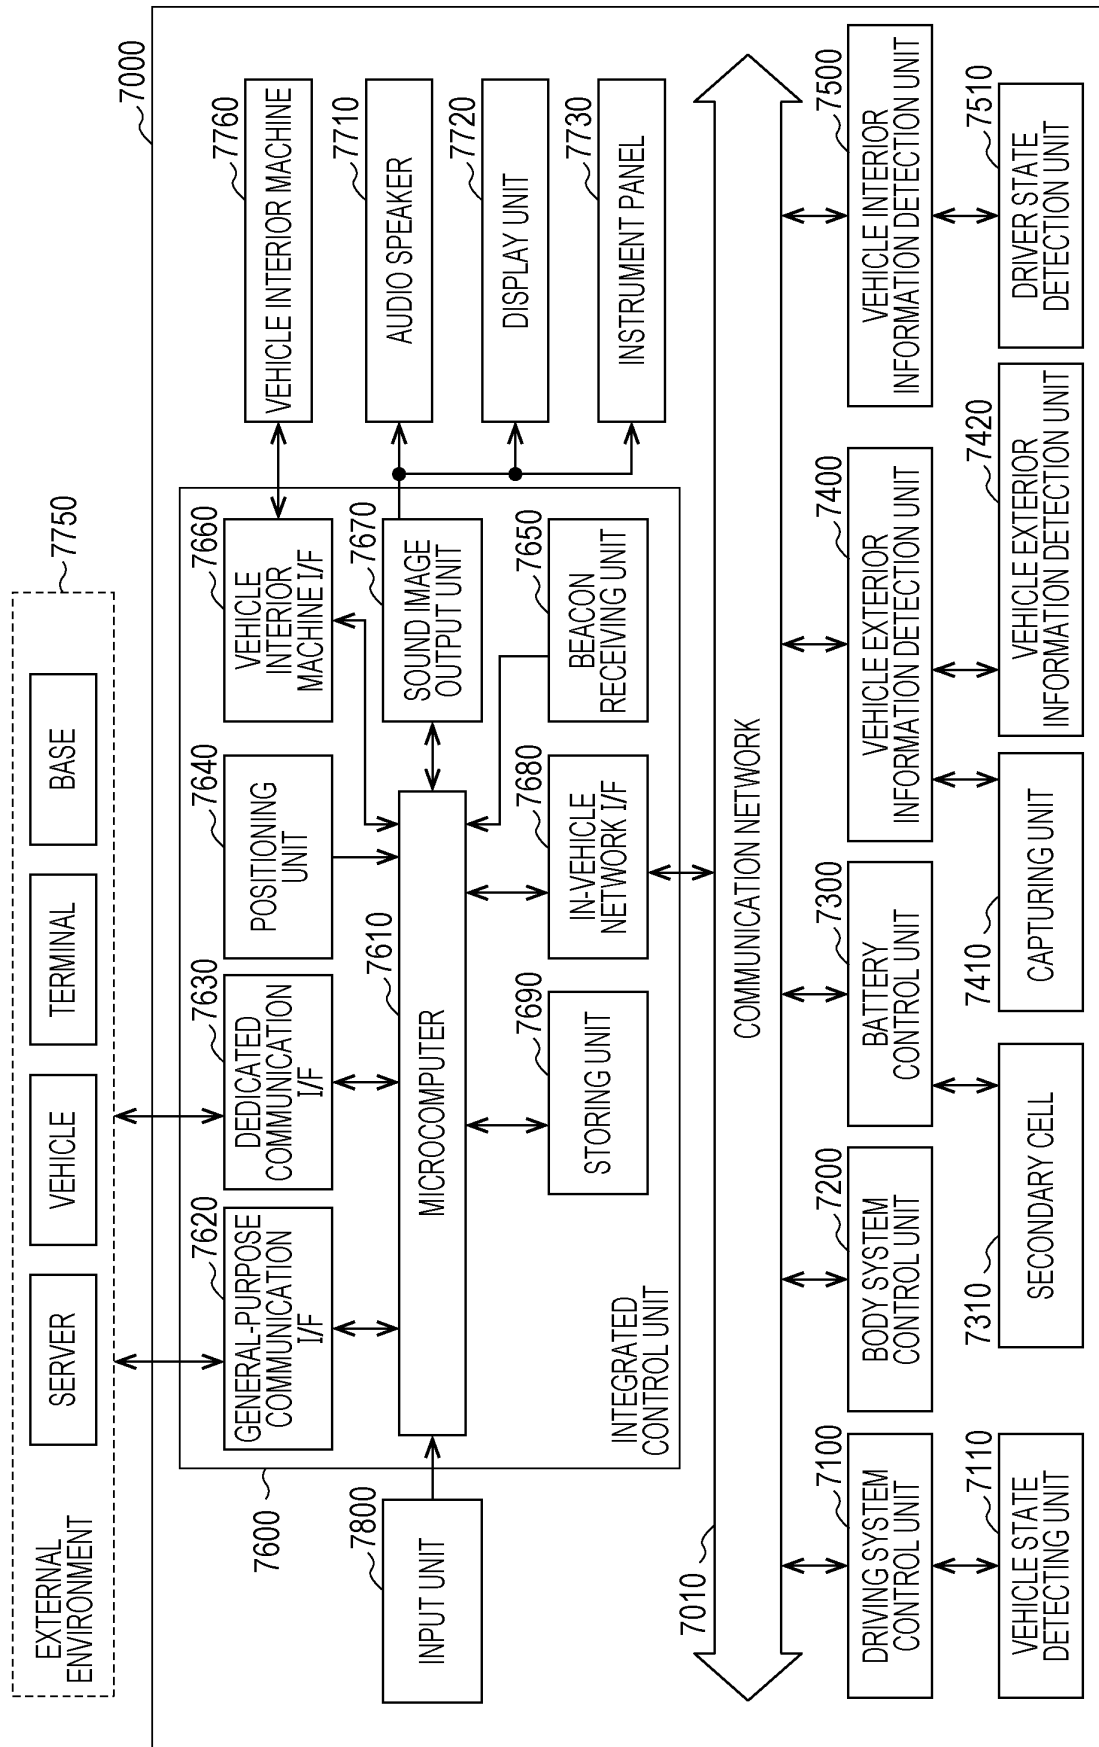 7000
EXTERNAL
ENVIRONMENT
7750
SERVER
VEHICLE
TERMINAL
BASE
7600
7800
INPUT UNIT
7620
GENERAL-PURPOSE
COMMUNICATION
I/F
7630
DEDICATED
COMMUNICATION
I/F
7640
POSITIONING
UNIT
7660
VEHICLE
INTERIOR
MACHINE I/F
7760
VEHICLE INTERIOR MACHINE
7610
MICROCOMPUTER
7670
SOUND IMAGE
OUTPUT UNIT
7710
AUDIO SPEAKER
7720
DISPLAY UNIT
7730
INSTRUMENT PANEL
7690
STORING UNIT
7680
IN-VEHICLE
NETWORK I/F
7650
BEACON
RECEIVING UNIT
INTEGRATED
CONTROL UNIT
7010
COMMUNICATION NETWORK
7100
DRIVING SYSTEM
CONTROL UNIT
7200
BODY SYSTEM
CONTROL UNIT
7300
BATTERY
CONTROL UNIT
7400
VEHICLE EXTERIOR
INFORMATION DETECTION UNIT
7500
VEHICLE INTERIOR
INFORMATION DETECTION UNIT
7110
VEHICLE STATE
DETECTING UNIT
7310
SECONDARY CELL
7410
CAPTURING UNIT
7420
VEHICLE EXTERIOR
INFORMATION DETECTION UNIT
7510
DRIVER STATE
DETECTION UNIT